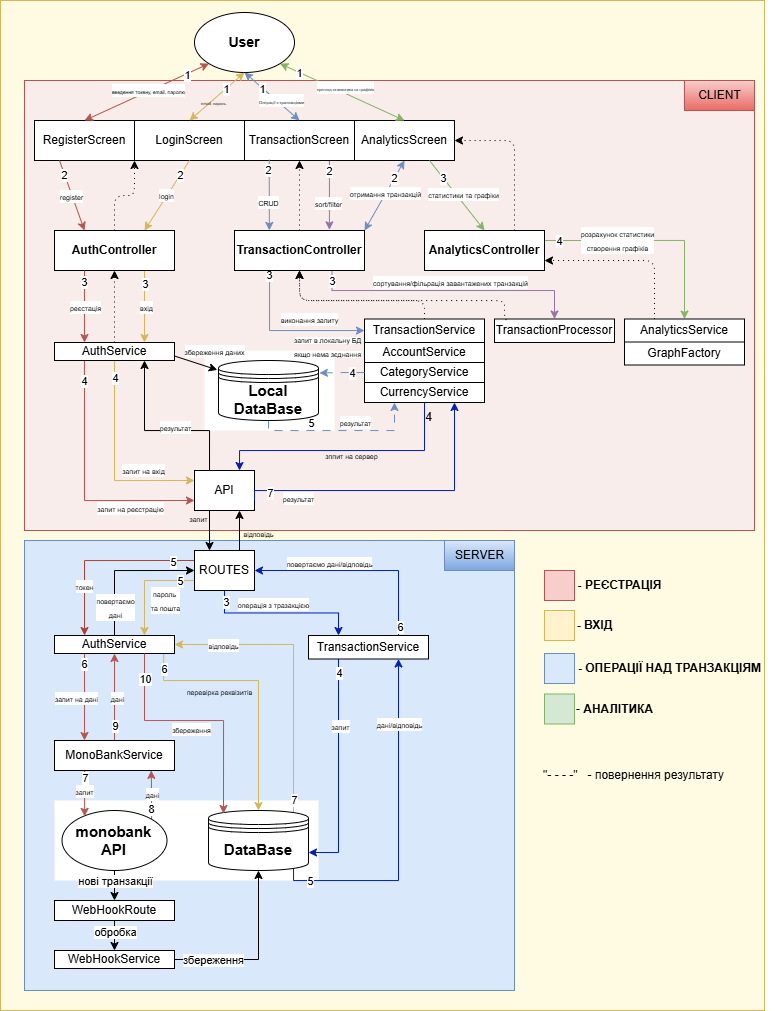 User
1
1
1
1
введення токену, email, паролю
email, пароль
Операції з транзакціями
перегляд статистики та графіків
CLIENT
RegisterScreen
LoginScreen
TransactionScreen
AnalyticsScreen
2
2
2
2
2
3
register
login
CRUD
sort/filter
отримання транзакцій
статистики та графіки
AuthController
TransactionController
AnalyticsController
4
розрахунок статистики
створення графіків
3
3
3
3
сортування/фільрація завантажених транзакцій
реєстація
вхід
виконання запиту
запит в локальну БД
якщо нема зєднання
TransactionService
AccountService
CategoryService
CurrencyService
TransactionProcessor
AnalyticsService
GraphFactory
AuthService
збереження даних
Local
DataBase
4
4
4
5
результат
4
результат
зппит на сервер
запит на вхід
API
7
результат
запит на реєстрацію
запит
відповідь
SERVER
ROUTES
5
5
повертаємо дані/відповідь
токен
повертаємо
дані
пароль
та пошта
3
операція з тразакцією
AuthService
відповідь
TransactionService
6
6
6
10
4
перевірка реквізитів
запит на дані
дані
9
збереження
запит
дані/відповідь
MonoBankService
7
запит
дані
8
7
monobank
API
DataBase
5
нові транзакції
WebHookRoute
обробка
WebHookService
збереження
- РЕЄСТРАЦІЯ
- ВХІД
- ОПЕРАЦІЇ НАД ТРАНЗАКЦІЯМ
- АНАЛІТИКА
"- - - -" - повернення результату